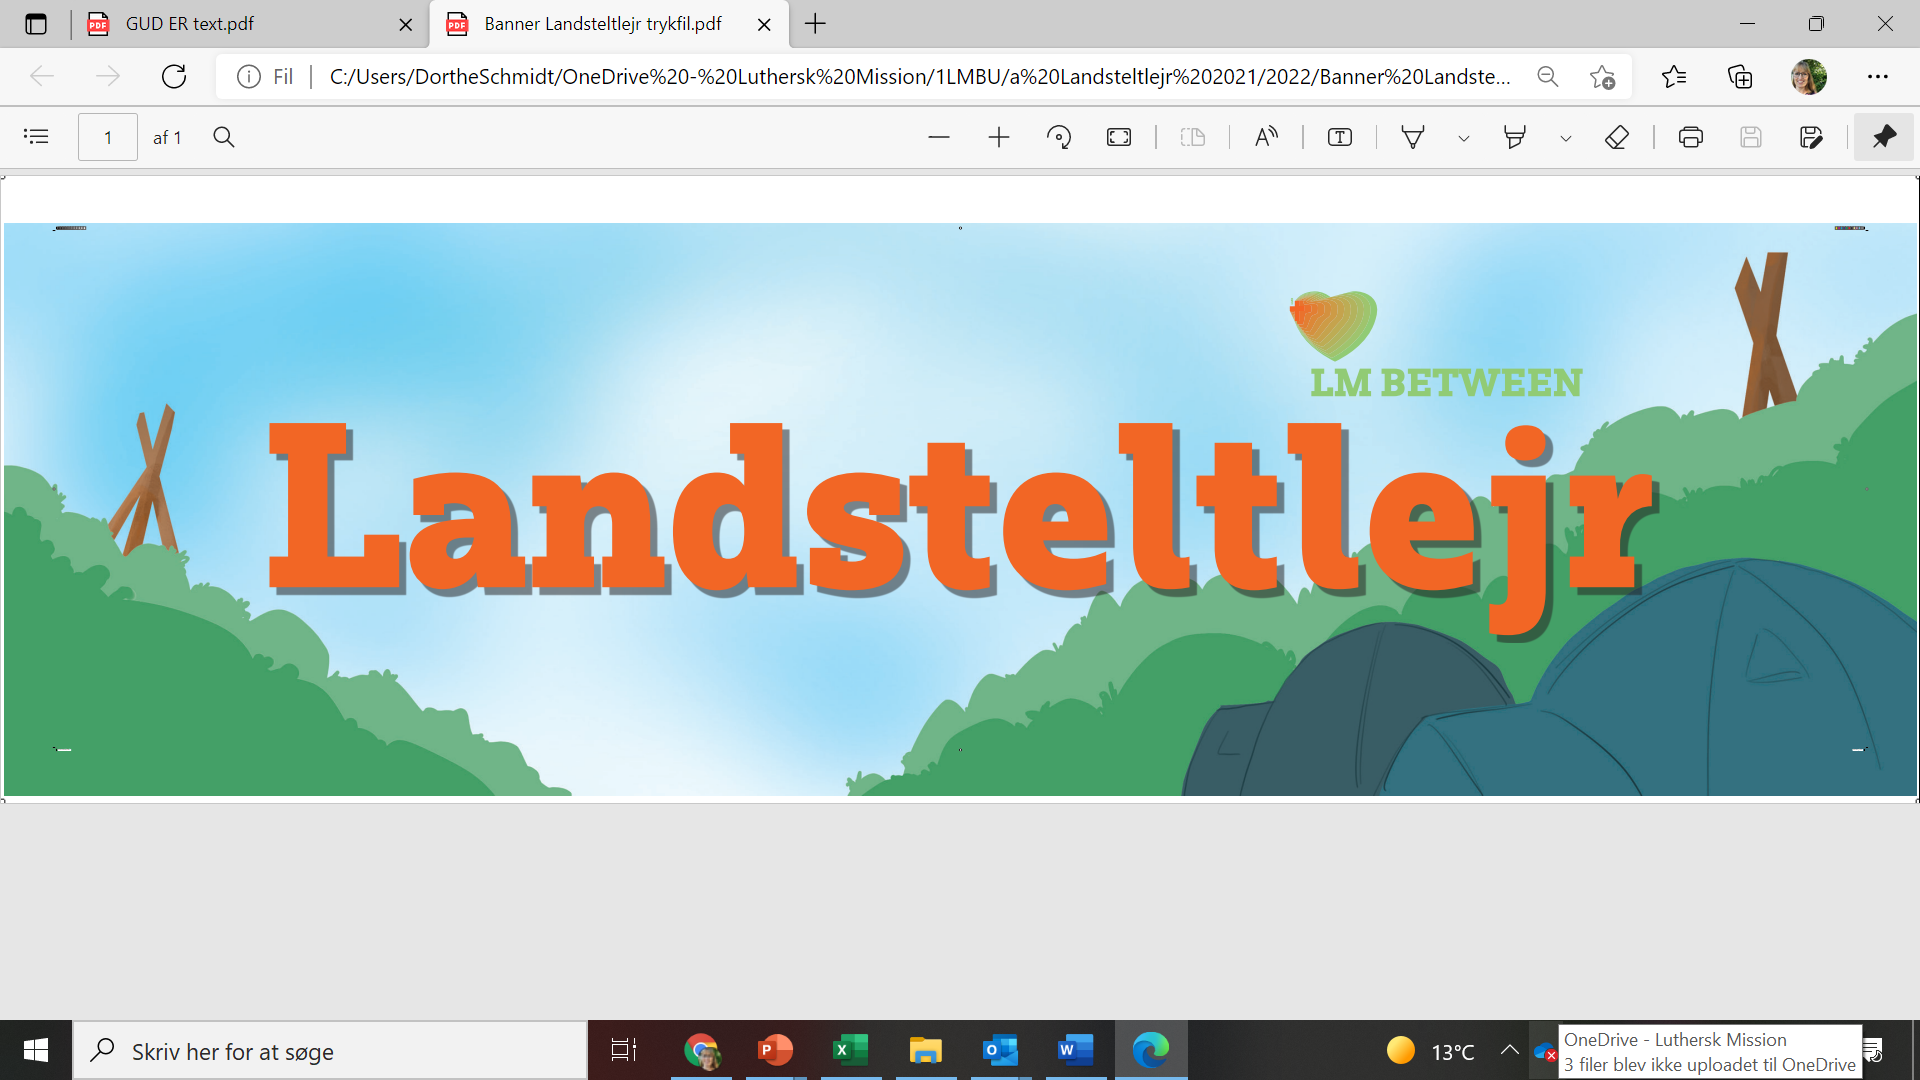 GUD ER text.pdf
Banner Landsteltlejr trykfil.pdf
Fil
C:/Users/DortheSchmidt/OneDrive%20-%20Luthersk%20Mission/1LMBU/a%20Landsteltlejr%202021/2022/Banner%20Landste...
1
af 1
LM BETWEEN
Landsteltlejr
Skriv her for at søge
13°C
OneDrive - Luthersk Mission
3 filer blev ikke uploadet til OneDrive